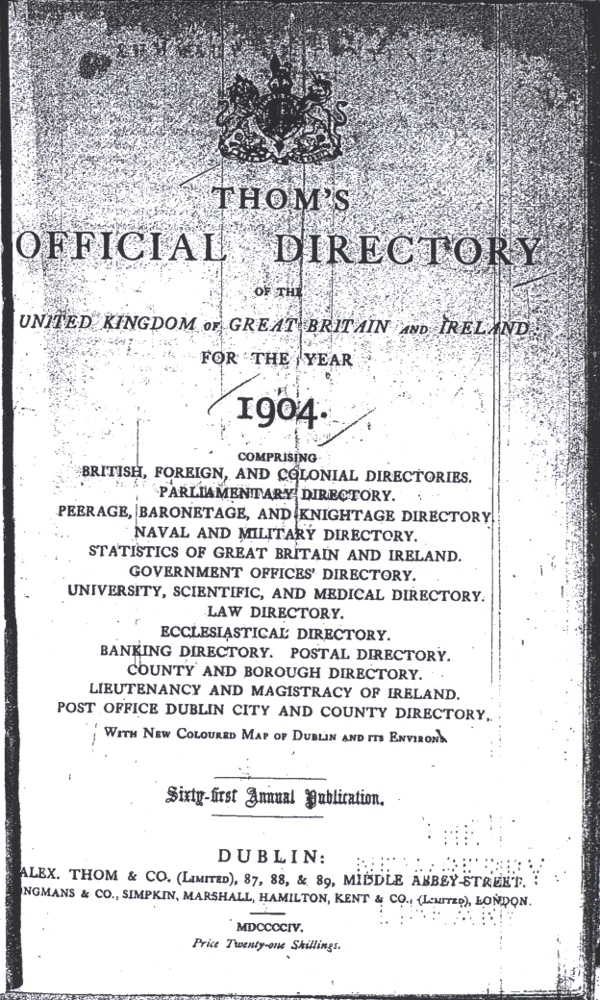 THOM'S
OFFICIAL DIRECTORY
OF THE
UNITED KINGDOM OF GREAT BRITAIN AND IRELAND:
FOR THE YEAR
1904.
COMPRISING
BRITISH, FOREIGN, AND COLONIAL DIRECTORIES.
PARLIAMENTARY DIRECTORY.
PEERAGE, BARONETAGE, AND KNIGHTAGE DIRECTORY.
NAVAL AND MILITARY DIRECTORY.
STATISTICS OF GREAT BRITAIN AND IRELAND.
GOVERNMENT OFFICES' DIRECTORY.
UNIVERSITY, SCIENTIFIC, AND MEDICAL DIRECTORY.
LAW DIRECTORY.
ECCLESIASTICAL DIRECTORY.
BANKING DIRECTORY. POSTAL DIRECTORY.
COUNTY AND BOROUGH DIRECTORY.
LIEUTENANCY AND MAGISTRACY OF IRELAND.
POST OFFICE DUBLIN CITY AND COUNTY DIRECTORY,
WITH NEW COLOURED MAP OF DUBLIN AND ITS ENVIRONS
Sixty-first Annual Publication.
DUBLIN:
ALEX. THOM & CO. (LIMITED), 87, 88, & 89, MIDDLE ABBEY-STREET.
NGMANS & CO., SIMPKIN, MARSHALL, HAMILTON, KENT & CO., (LIMITED), LONDON.
MDCCCCIV.
Price Twenty-one Shillings.